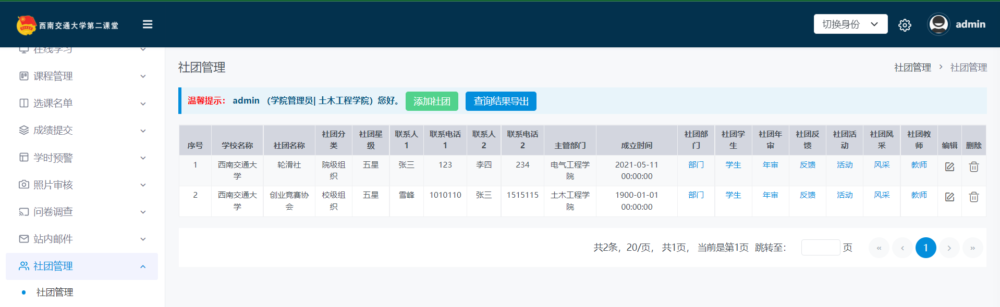 西南交通大学第二课堂
切换身份
admin
在线学习
课程管理
选课名单
成绩提交
学时预警
照片审核
问卷调查
站内邮件
社团管理
社团管理
社团管理
社团管理 > 社团管理
温馨提示： admin （学院管理员| 土木工程学院）您好。 添加社团 查询结果导出
序号 学校名称 社团名称 社团分类 社团星级 联系人1 联系电话1 联系人2 联系电话2 主管部门 成立时间 社团部门 社团学生 社团年审 社团反馈 社团活动 社团风采 社团教师 编辑 删除
1 西南交通大学 轮滑社 院级组织 五星 张三 123 李四 234 电气工程学院 2021-05-11 00:00:00 部门 学生 年审 反馈 活动 风采 教师
2 西南交通大学 创业竞赛协会 校级组织 五星 雪峰 1010110 张三 1515115 土木工程学院 1900-01-01 00:00:00 部门 学生 年审 反馈 活动 风采 教师
共2条，20/页， 共1页， 当前是第1页 跳转至： 页 « ‹ 1 › »